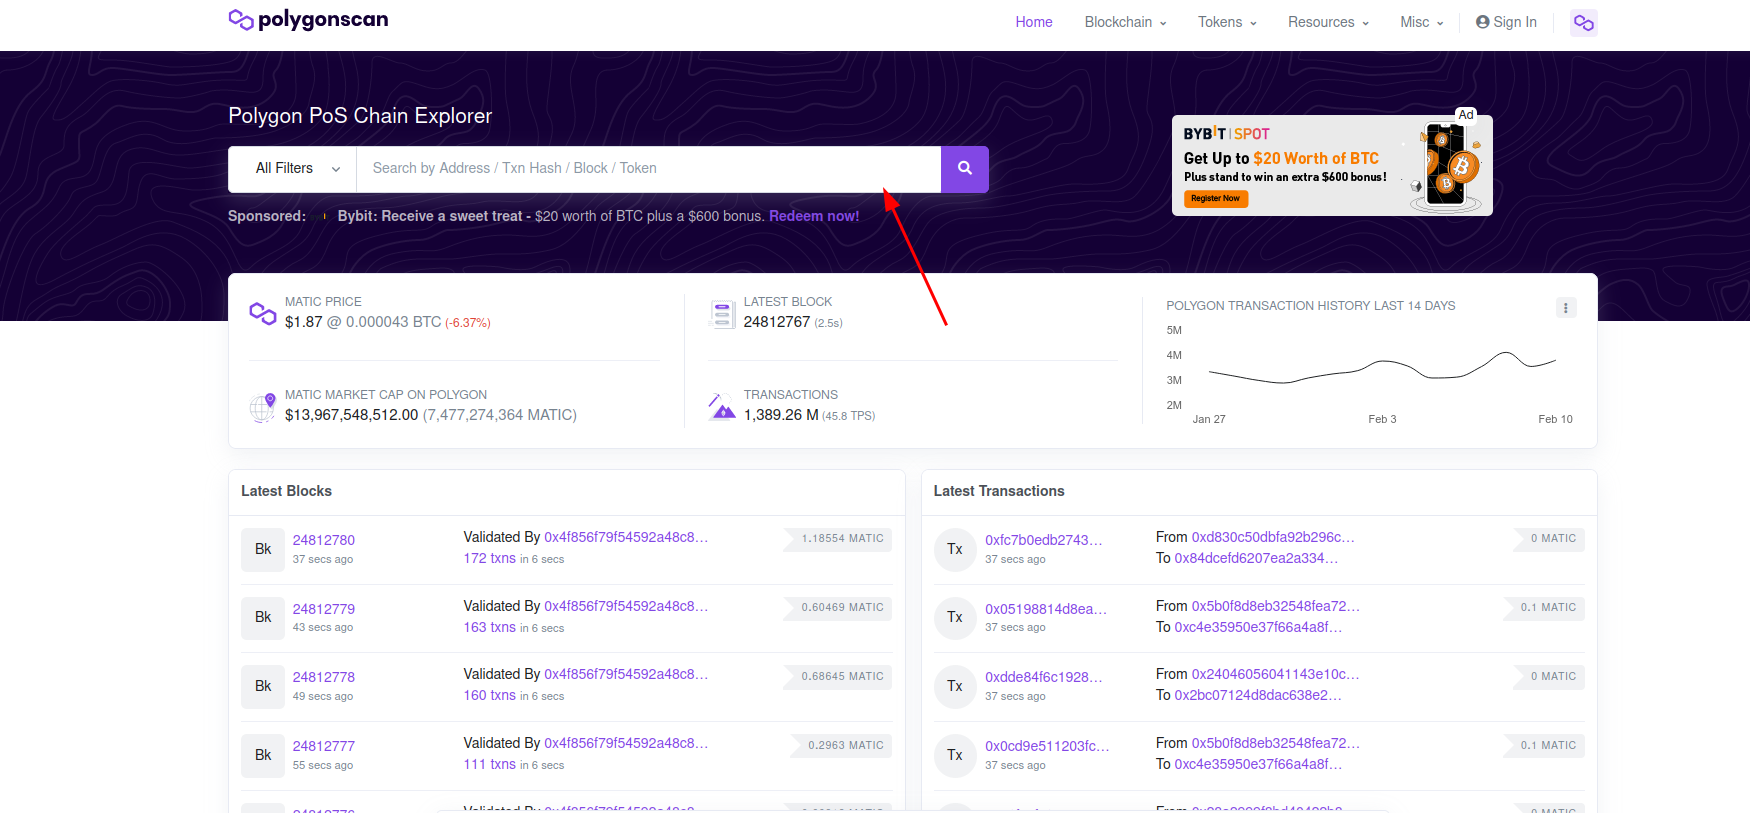 polygonscan
Home Blockchain Tokens Resources Misc Sign In
Polygon PoS Chain Explorer
All Filters Search by Address / Txn Hash / Block / Token
Sponsored: Bybit: Receive a sweet treat - $20 worth of BTC plus a $600 bonus. Redeem now!
Ad
BYBIT | SPOT
Get Up to $20 Worth of BTC
Plus stand to win an extra $600 bonus!
Register Now
MATIC PRICE
$1.87 @ 0.000043 BTC (-6.37%)
MATIC MARKET CAP ON POLYGON
$13,967,548,512.00 (7,477,274,364 MATIC)
LATEST BLOCK
24812767 (2.5s)
TRANSACTIONS
1,389.26 M (45.8 TPS)
POLYGON TRANSACTION HISTORY LAST 14 DAYS
5M
4M
3M
2M
Jan 27 Feb 3 Feb 10
Latest Blocks
Bk 24812780 Validated By 0x4f856f79f54592a48c8... 1.18554 MATIC
37 secs ago 172 txns in 6 secs
Bk 24812779 Validated By 0x4f856f79f54592a48c8... 0.60469 MATIC
43 secs ago 163 txns in 6 secs
Bk 24812778 Validated By 0x4f856f79f54592a48c8... 0.68645 MATIC
49 secs ago 160 txns in 6 secs
Bk 24812777 Validated By 0x4f856f79f54592a48c8... 0.2963 MATIC
55 secs ago 111 txns in 6 secs
Validated By
Latest Transactions
Tx 0xfc7b0edb2743... From 0xd830c50dbfa92b296c... 0 MATIC
37 secs ago To 0x84dcefd6207ea2a334...
Tx 0x05198814d8ea... From 0x5b0f8d8eb32548fea72... 0.1 MATIC
37 secs ago To 0xc4e35950e37f66a4a8f...
Tx 0xdde84f6c1928... From 0x24046056041143e10c... 0 MATIC
37 secs ago To 0x2bc07124d8dac638e2...
Tx 0x0cd9e511203fc... From 0x5b0f8d8eb32548fea72... 0.1 MATIC
37 secs ago To 0xc4e35950e37f66a4a8f...
From 0 MATIC